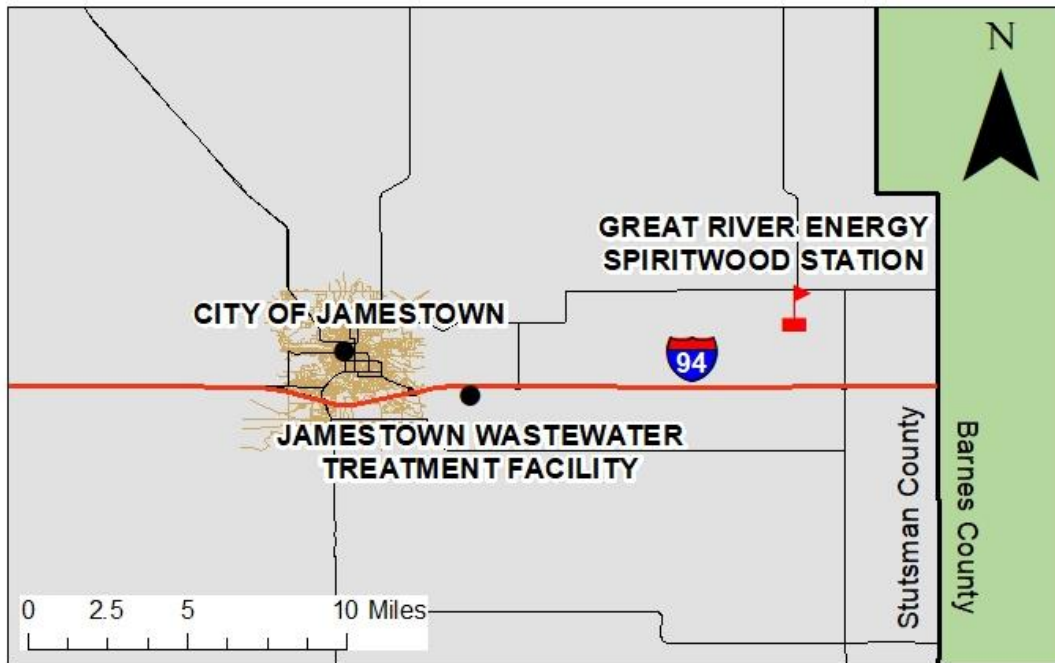 N
GREAT RIVER ENERGY
SPIRITWOOD STATION
CITY OF JAMESTOWN
94
JAMESTOWN WASTEWATER
TREATMENT FACILITY
Stutsman County
Barnes County
0 2.5 5 10 Miles